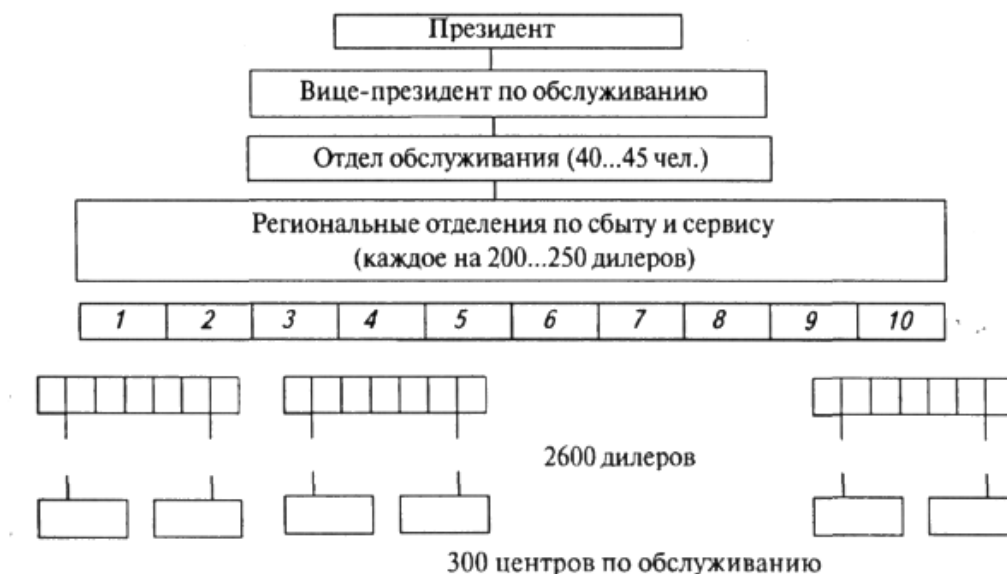 Президент
Вице-президент по обслуживанию
Отдел обслуживания (40...45 чел.)
Региональные отделения по сбыту и сервису
(каждое на 200...250 дилеров)
1 2 3 4 5 6 7 8 9 10
2600 дилеров
300 центров по обслуживанию